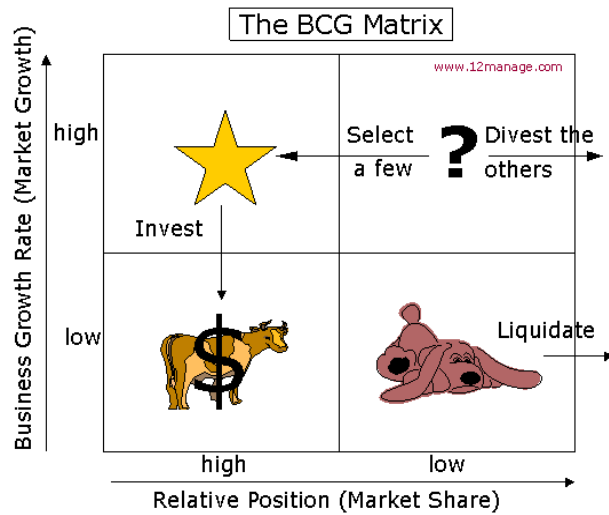 The BCG Matrix
www.12manage.com
Business Growth Rate (Market Growth)
high
Select
a few
?
Divest the
others
Invest
low
$
Liquidate
high
low
Relative Position (Market Share)